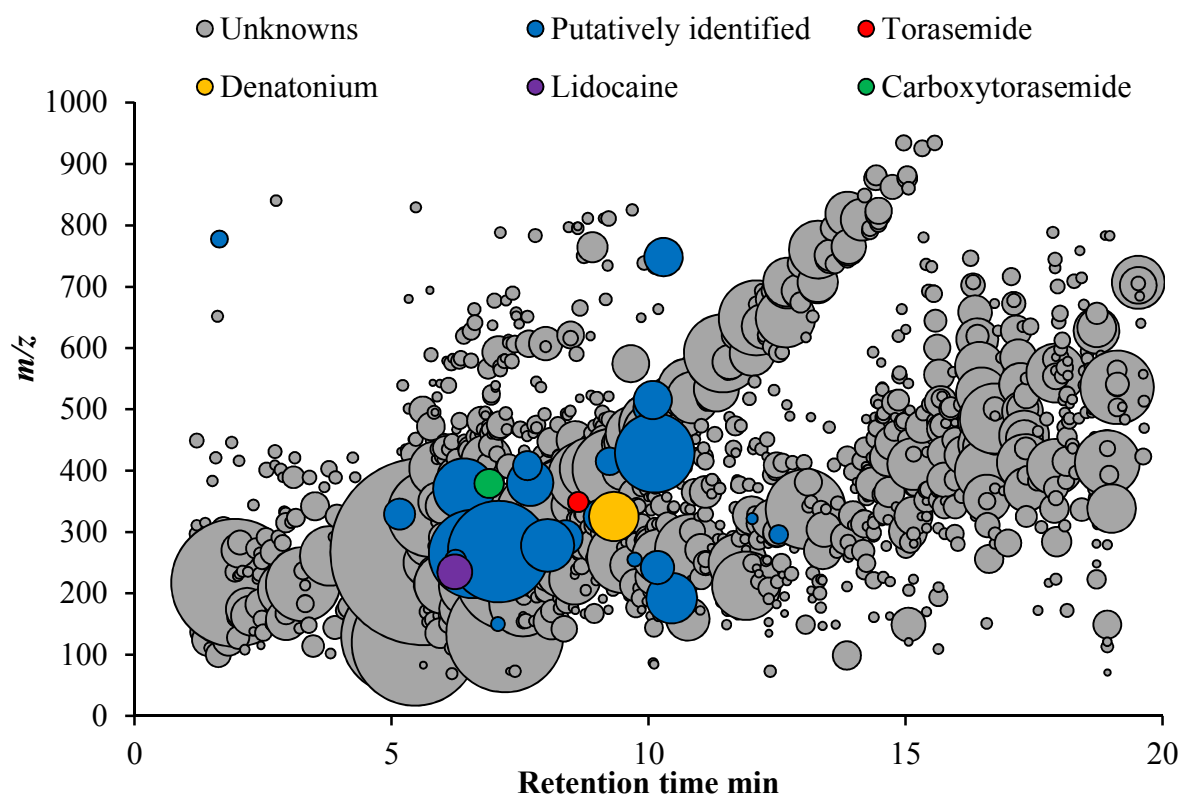 Unknowns Putatively identified Torasemide
Denatonium Lidocaine Carboxytorasemide
1000
900
800
700
600
500
400
300
200
100
0
m/z
0 5 10 15 20
Retention time min